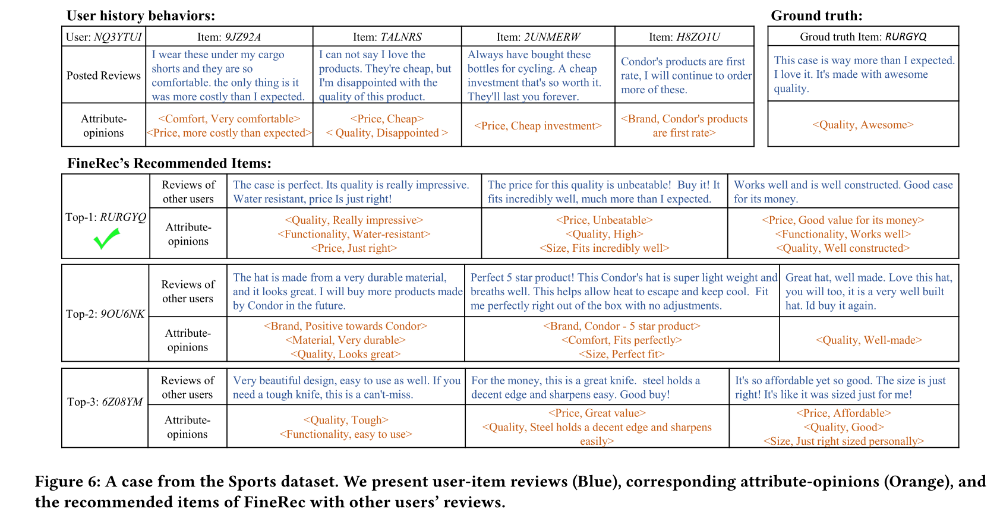 User history behaviors:
Ground truth:
User: NQ3YTUI
Item: 9JZ92A
Item: TALNRS
Item: 2UNMERW
Item: H8ZO1U
Groud truth Item: RURGYQ
Posted Reviews
I wear these under my cargo
shorts and they are so
comfortable. the only thing is it
was more costly than I expected.
I can not say I love the
products. They're cheap, but
I'm disappointed with the
quality of this product.
Always have bought these
bottles for cycling. A cheap
investment that's so worth it.
They'll last you forever.
Condor's products are first
rate, I will continue to order
more of these.
This case is way more than I expected.
I love it. It's made with awesome
quality.
Attribute-
opinions
<Comfort, Very comfortable>
<Price, more costly than expected>
<Price, Cheap>
< Quality, Disappointed >
<Price, Cheap investment>
<Brand, Condor's products
are first rate>
<Quality, Awesome>
FineRec's Recommended Items:
Top-1: RURGYQ
Reviews of
other users
The case is perfect. Its quality is really impressive.
Water resistant, price Is just right!
The price for this quality is unbeatable! Buy it! It
fits incredibly well, much more than I expected.
Works well and is well constructed. Good case
for its money.
Attribute-
opinions
<Quality, Really impressive>
<Functionality, Water-resistant>
<Price, Just right>
<Price, Unbeatable>
<Quality, High>
<Size, Fits incredibly well>
<Price, Good value for its money>
<Functionality, Works well>
<Quality, Well constructed>
Top-2: 9OU6NK
Reviews of
other users
The hat is made from a very durable material,
and it looks great. I will buy more products made
by Condor in the future.
Perfect 5 star product! This Condor's hat is super light weight and
breaths well. This helps allow heat to escape and keep cool. Fit
me perfectly right out of the box with no adjustments.
Great hat, well made. Love this hat,
you will too, it is a very well built
hat. Id buy it again.
Attribute-
opinions
<Brand, Positive towards Condor>
<Material, Very durable>
<Quality, Looks great>
<Brand, Condor - 5 star product>
<Comfort, Fits perfectly>
<Size, Perfect fit>
<Quality, Well-made>
Top-3: 6Z08YM
Reviews of
other users
Very beautiful design, easy to use as well. If you
need a tough knife, this is a can't-miss.
For the money, this is a great knife. steel holds a
decent edge and sharpens easy. Good buy!
It's so affordable yet so good. The size is just
right! It's like it was sized just for me!
Attribute-
opinions
<Quality, Tough>
<Functionality, easy to use>
<Price, Great value>
<Quality, Steel holds a decent edge and sharpens
easily>
<Price, Affordable>
<Quality, Good>
<Size, Just right sized personally>
Figure 6: A case from the Sports dataset. We present user-item reviews (Blue), corresponding attribute-opinions (Orange), and
the recommended items of FineRec with other users' reviews.